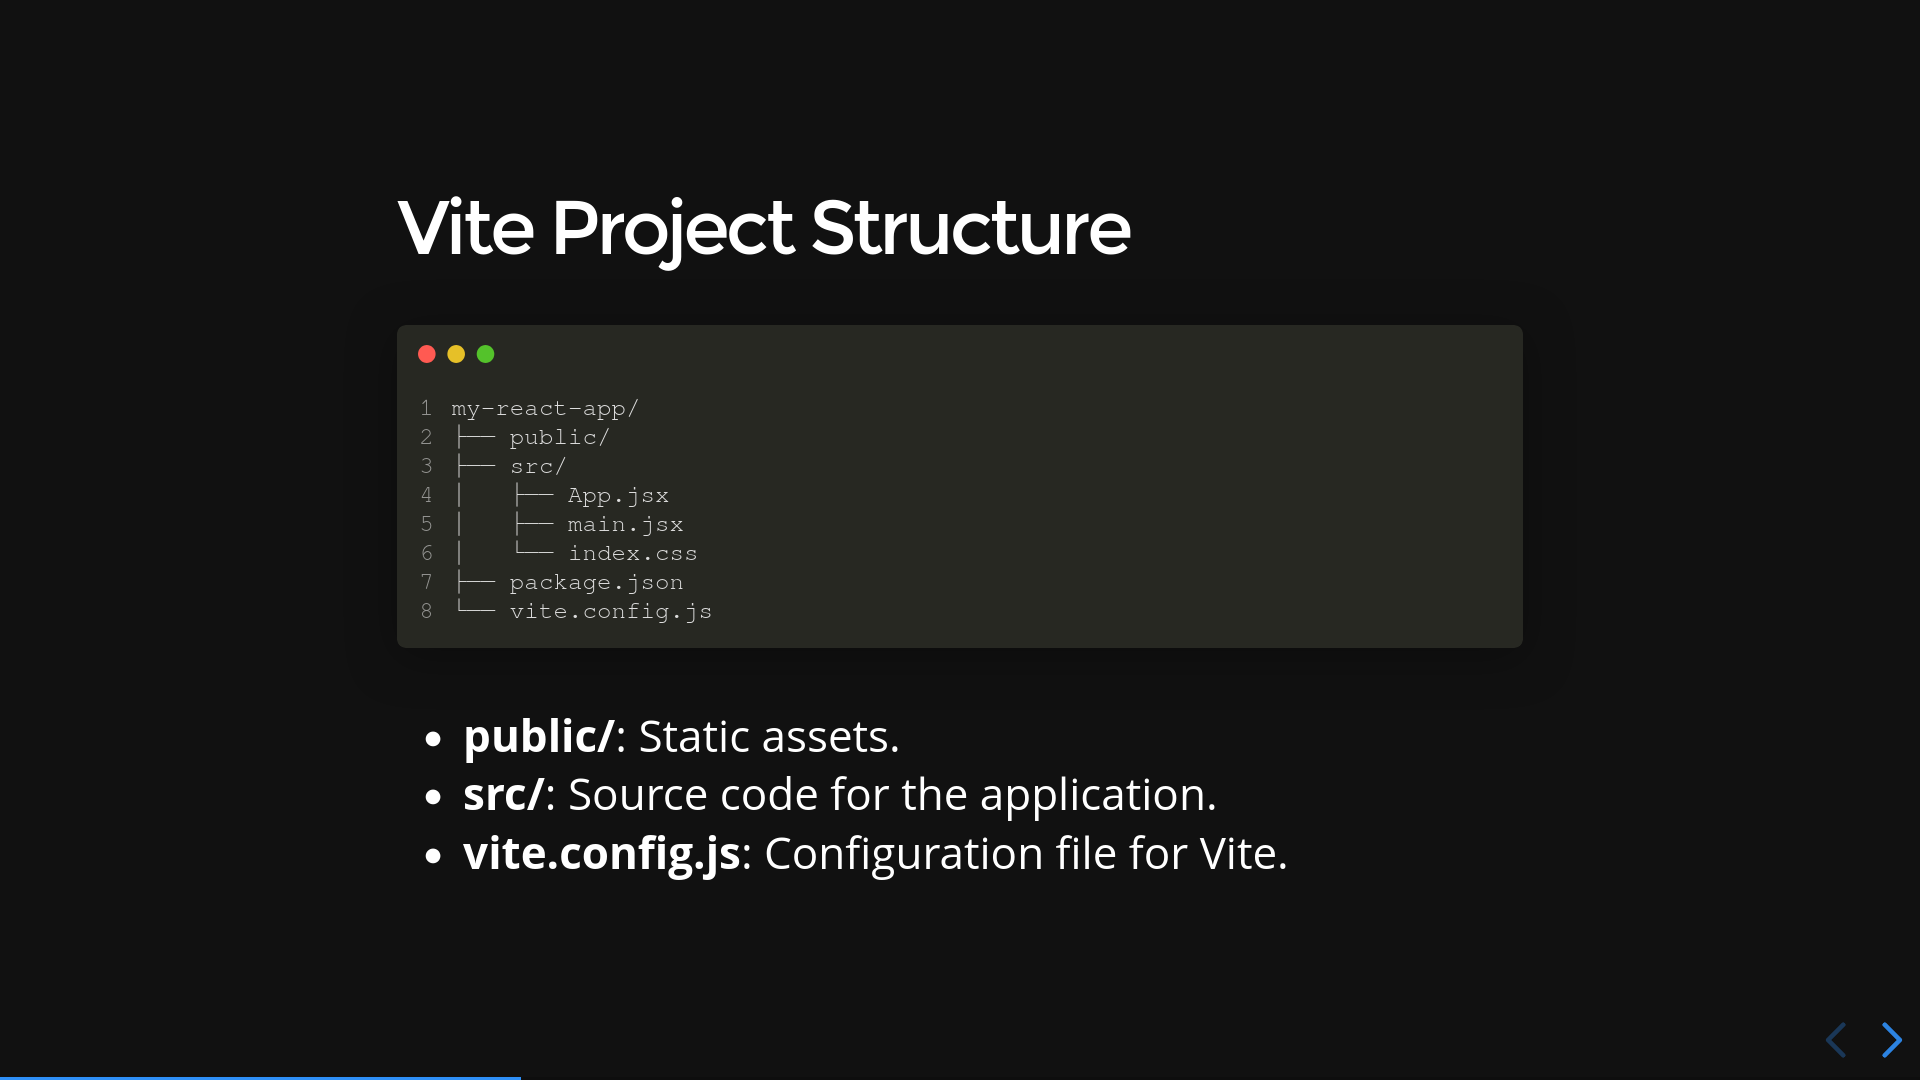 Vite Project Structure
1 my-react-app/
2 ├── public/
3 ├── src/
4 │   ├── App.jsx
5 │   ├── main.jsx
6 │   └── index.css
7 ├── package.json
8 └── vite.config.js
• public/: Static assets.
• src/: Source code for the application.
• vite.config.js: Configuration file for Vite.